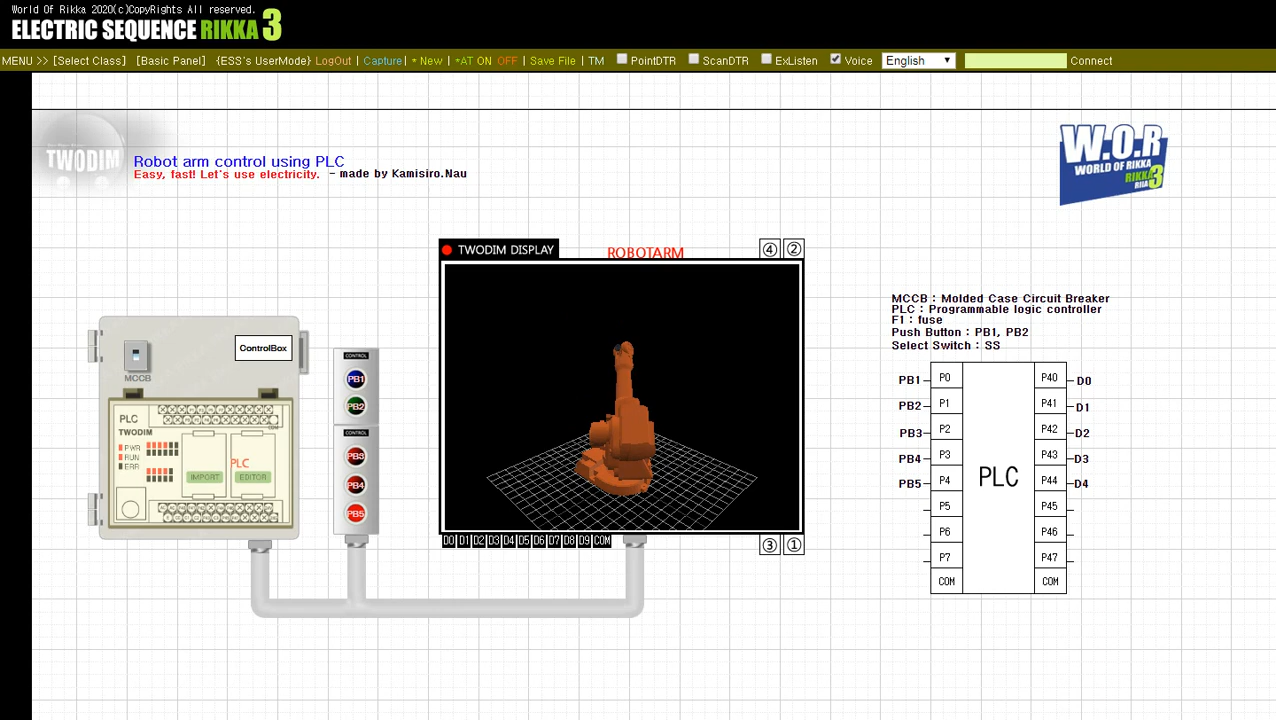 World Of Rikka 2020(c)CopyRights All rights reserved.
ELECTRIC SEQUENCE RIKKA 3
MENU >> [Select Class] [Basic Panel] {ESS's UserMode} LogOut | Capture | * New | *AT ON OFF | Save File | TM PointDTR ScanDTR ExListen Voice English Connect
TWODIM
Robot arm control using PLC
Easy, fast! Let's use electricity. - made by Kamisiro.Nau
W.O.R
WORLD OF RIKKA
RIKKA 3
TWODIM DISPLAY
ROBOTARM
④ ②
MCCB : Molded Case Circuit Breaker
PLC : Programmable logic controller
F1 : fuse
Push Button : PB1, PB2
Select Switch : SS
ControlBox
MCCB
CONTROL
PB1
PB2
CONTROL
PB3
PB4
PB5
PLC
TWODIM
PWR
RUN
ERR
PLC
IMPORT
EDITOR
D0 D1 D2 D3 D4 D5 D6 D7 D8 D9 COM
③ ①
PB1 P0 P40 D0
PB2 P1 P41 D1
PB3 P2 P42 D2
PB4 P3 P43 D3
PB5 P4 P44 D4
PLC
P5 P45
P6 P46
P7 P47
COM COM